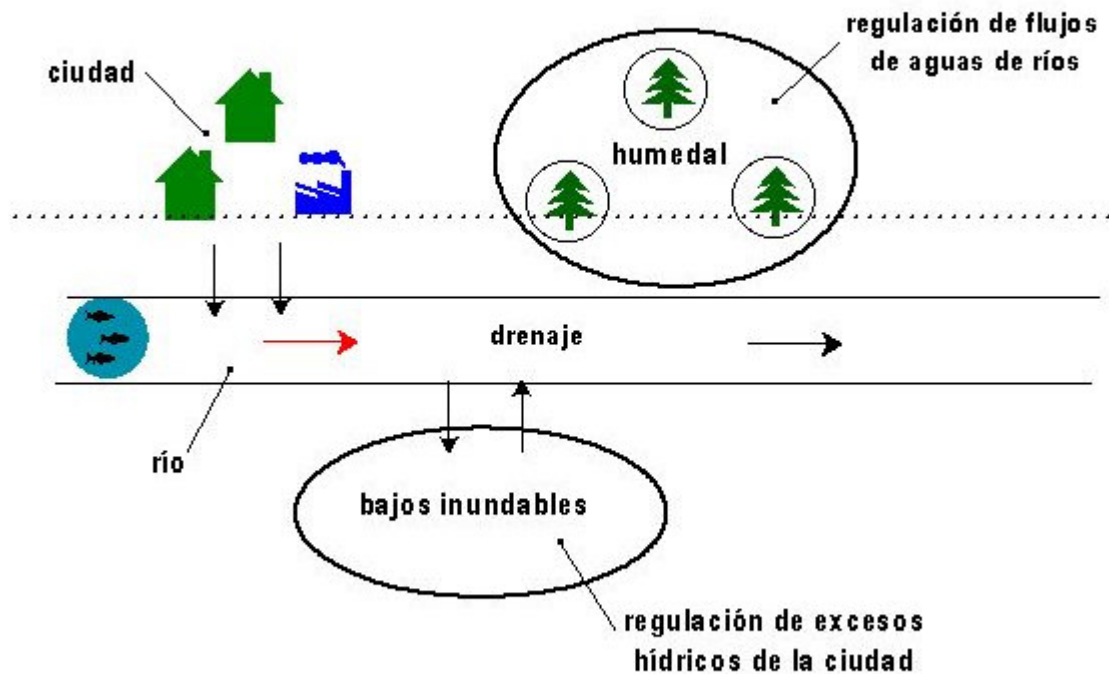 regulación de flujos
de aguas de ríos
ciudad
humedal
drenaje
río
bajos inundables
regulación de excesos
hídricos de la ciudad